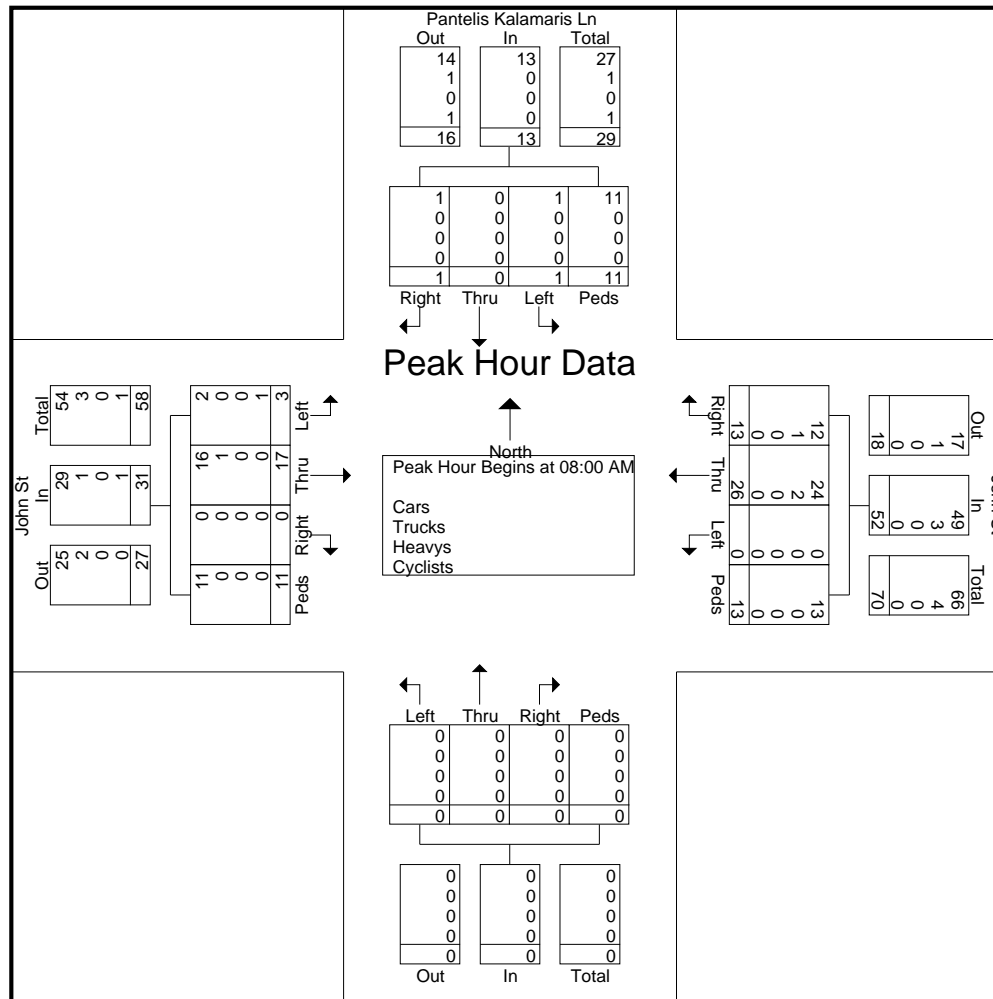 Pantelis Kalamaris Ln
Out In Total
14 13 27
1 0 1
0 0 0
1 0 1
16 13 29
1 0 1 11
0 0 0 0
0 0 0 0
0 0 0 0
1 0 1 11
Right Thru Left Peds
Peak Hour Data
North
Peak Hour Begins at 08:00 AM
Cars
Trucks
Heavys
Cyclists
John St
Out In Total
25 29 54
2 1 3
0 0 0
0 1 1
27 31 58
11 0 16 2
0 0 1 0
0 0 0 0
0 0 0 1
11 0 17 3
Peds Right Thru Left
Out In Total
17 49 66
1 3 4
0 0 0
0 0 0
18 52 70
12 24 0 13
1 2 0 0
0 0 0 0
0 0 0 0
13 26 0 13
Right Thru Left Peds
Left Thru Right Peds
0 0 0 0
0 0 0 0
0 0 0 0
0 0 0 0
0 0 0 0
0 0 0
0 0 0
0 0 0
0 0 0
0 0 0
Out In Total